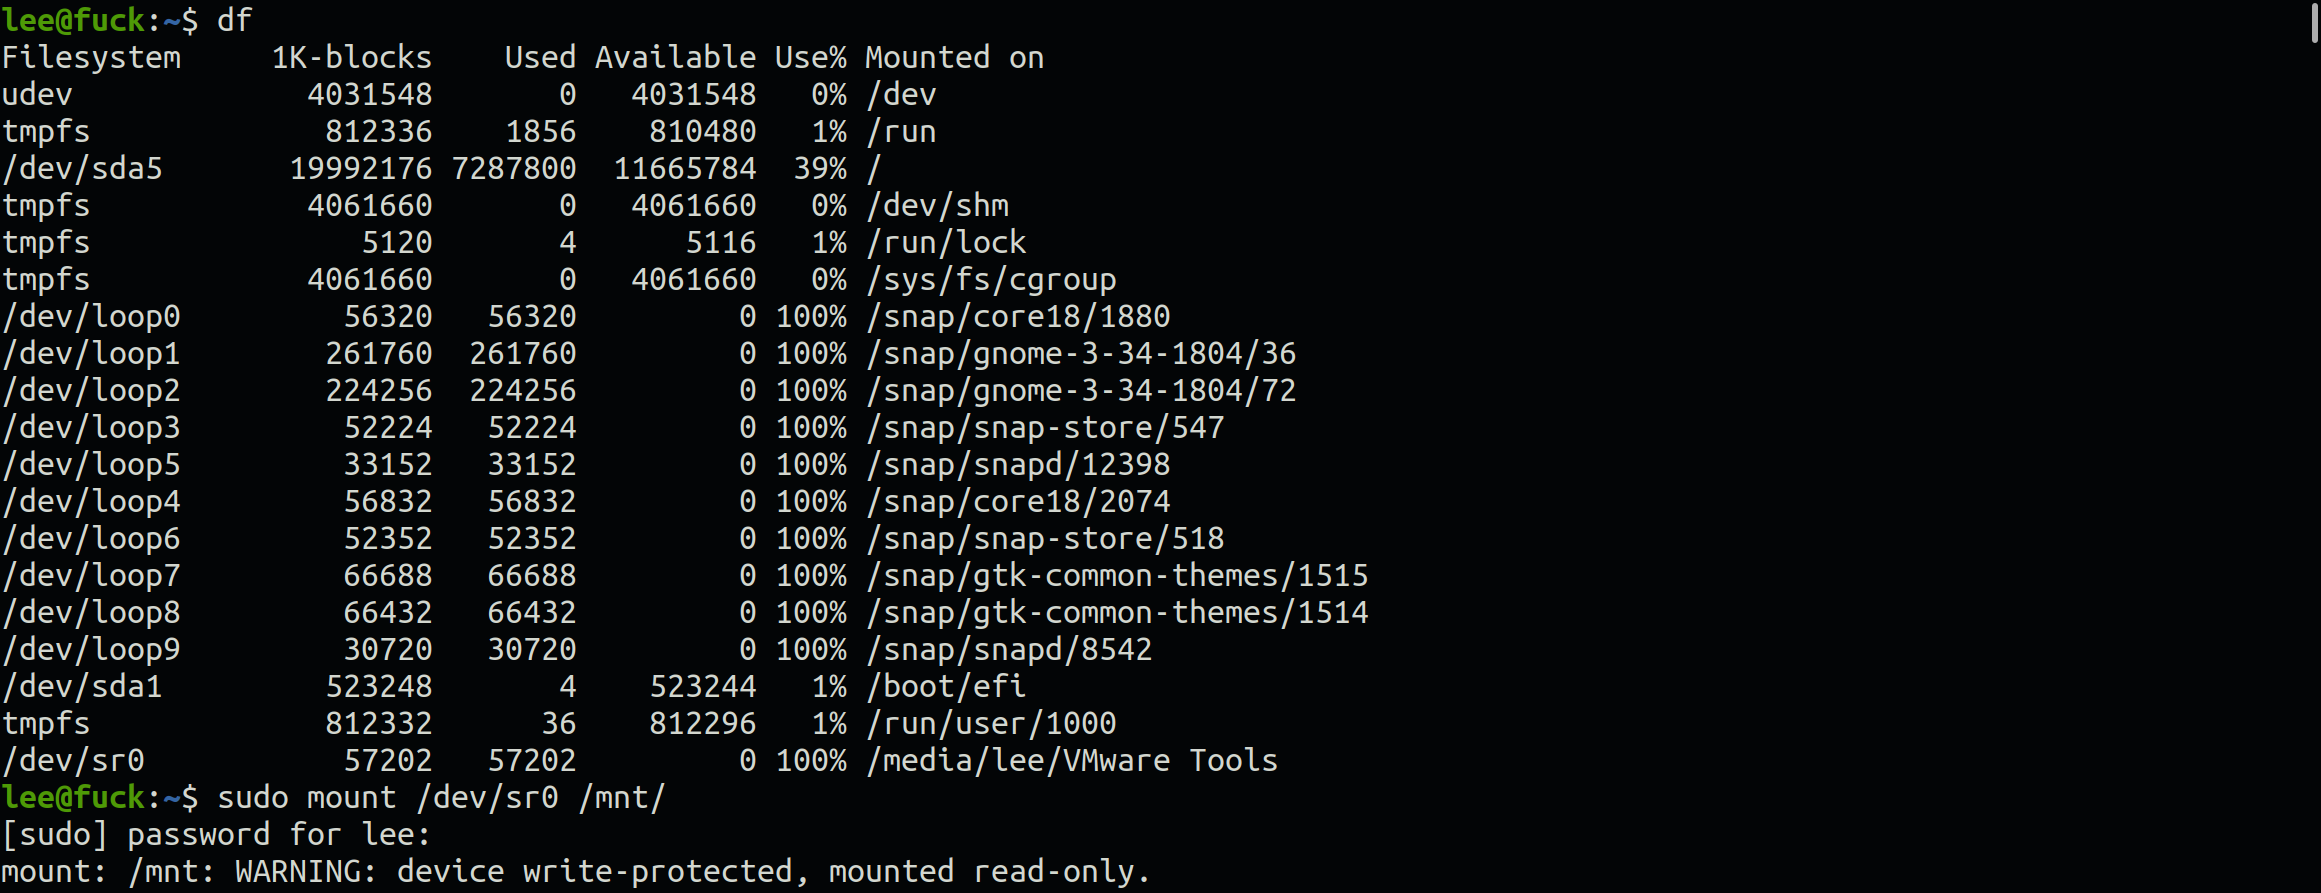 lee@fuck:~$ df
Filesystem     1K-blocks    Used Available Use% Mounted on
udev             4031548       0   4031548   0% /dev
tmpfs             812336    1856    810480   1% /run
/dev/sda5       19992176 7287800  11665784  39% /
tmpfs            4061660       0   4061660   0% /dev/shm
tmpfs               5120       4      5116   1% /run/lock
tmpfs            4061660       0   4061660   0% /sys/fs/cgroup
/dev/loop0         56320   56320         0 100% /snap/core18/1880
/dev/loop1        261760  261760         0 100% /snap/gnome-3-34-1804/36
/dev/loop2        224256  224256         0 100% /snap/gnome-3-34-1804/72
/dev/loop3         52224   52224         0 100% /snap/snap-store/547
/dev/loop5         33152   33152         0 100% /snap/snapd/12398
/dev/loop4         56832   56832         0 100% /snap/core18/2074
/dev/loop6         52352   52352         0 100% /snap/snap-store/518
/dev/loop7         66688   66688         0 100% /snap/gtk-common-themes/1515
/dev/loop8         66432   66432         0 100% /snap/gtk-common-themes/1514
/dev/loop9         30720   30720         0 100% /snap/snapd/8542
/dev/sda1         523248       4    523244   1% /boot/efi
tmpfs             812332      36    812296   1% /run/user/1000
/dev/sr0           57202   57202         0 100% /media/lee/VMware Tools
lee@fuck:~$ sudo mount /dev/sr0 /mnt/
[sudo] password for lee:
mount: /mnt: WARNING: device write-protected, mounted read-only.